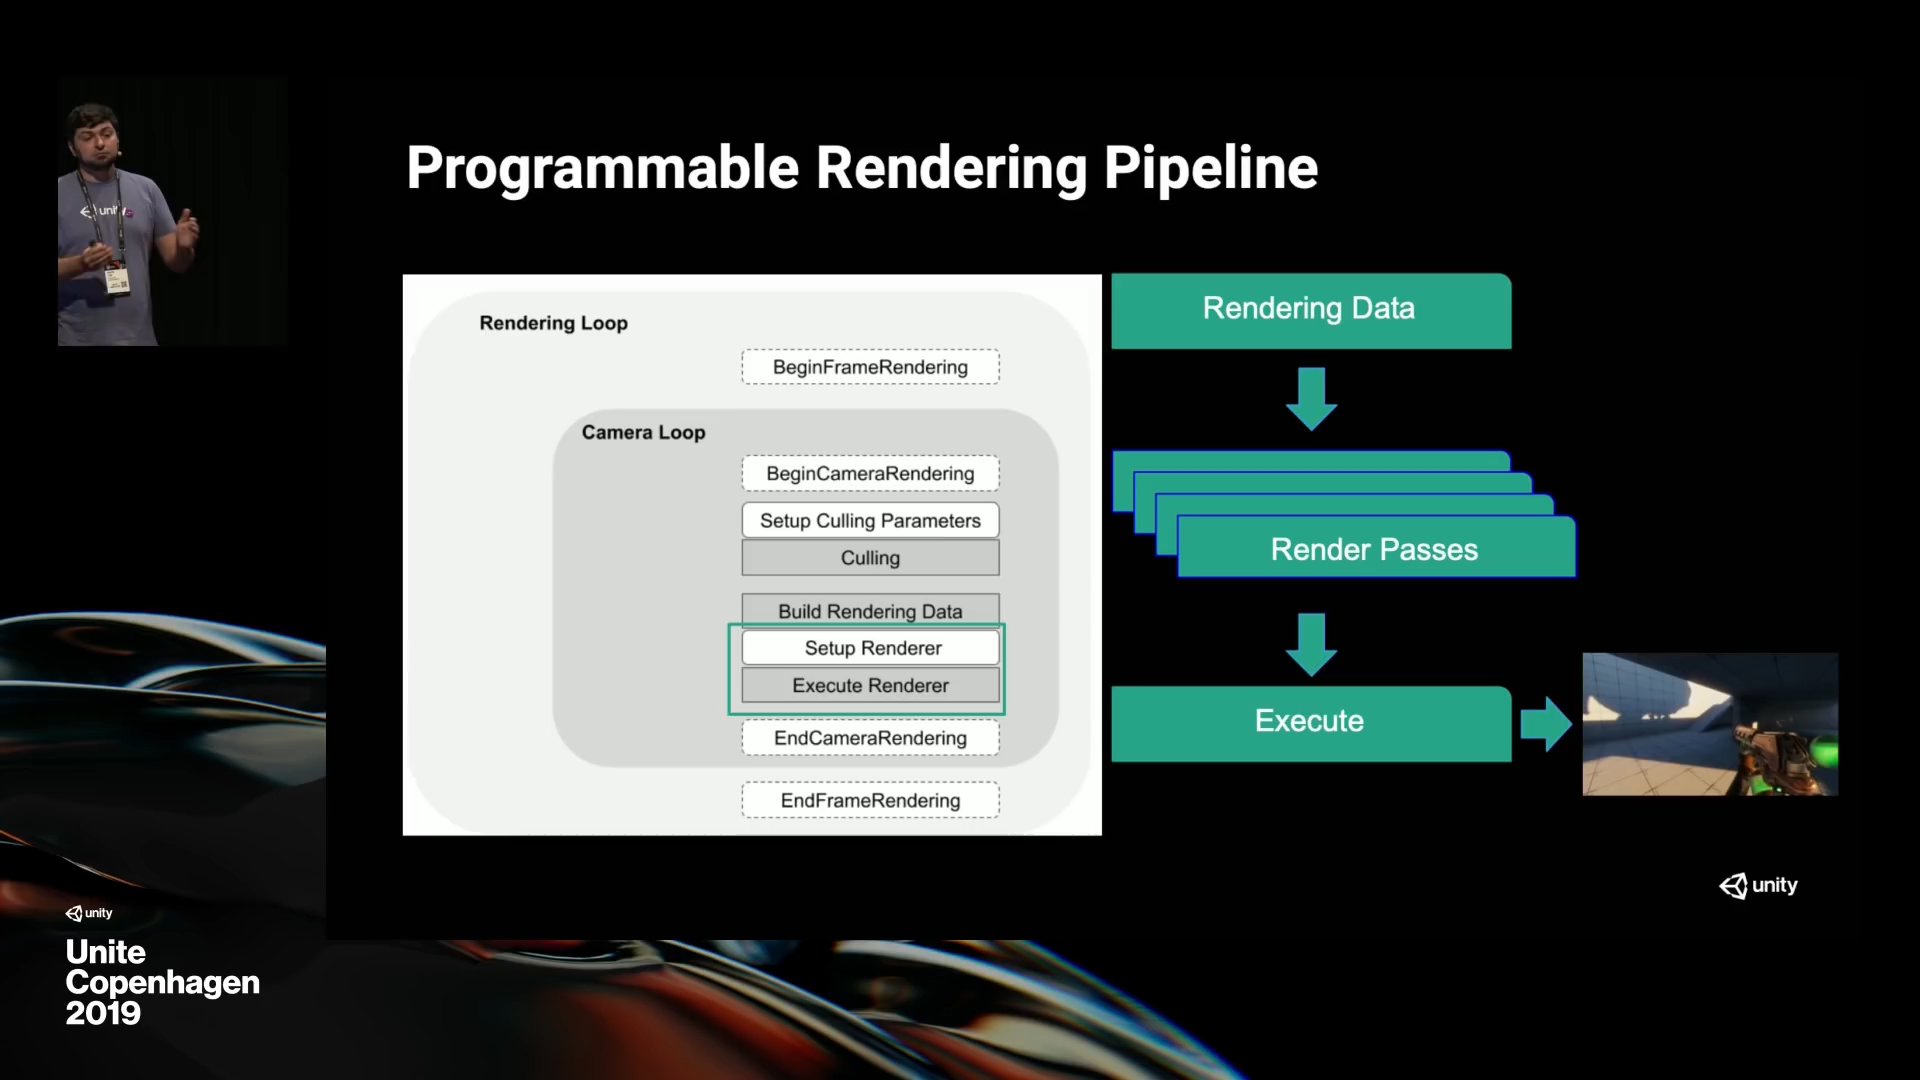 unity
Programmable Rendering Pipeline
Rendering Loop
BeginFrameRendering
Camera Loop
BeginCameraRendering
Setup Culling Parameters
Culling
Build Rendering Data
Setup Renderer
Execute Renderer
EndCameraRendering
EndFrameRendering
Rendering Data
Render Passes
Execute
unity
unity
Unite
Copenhagen
2019